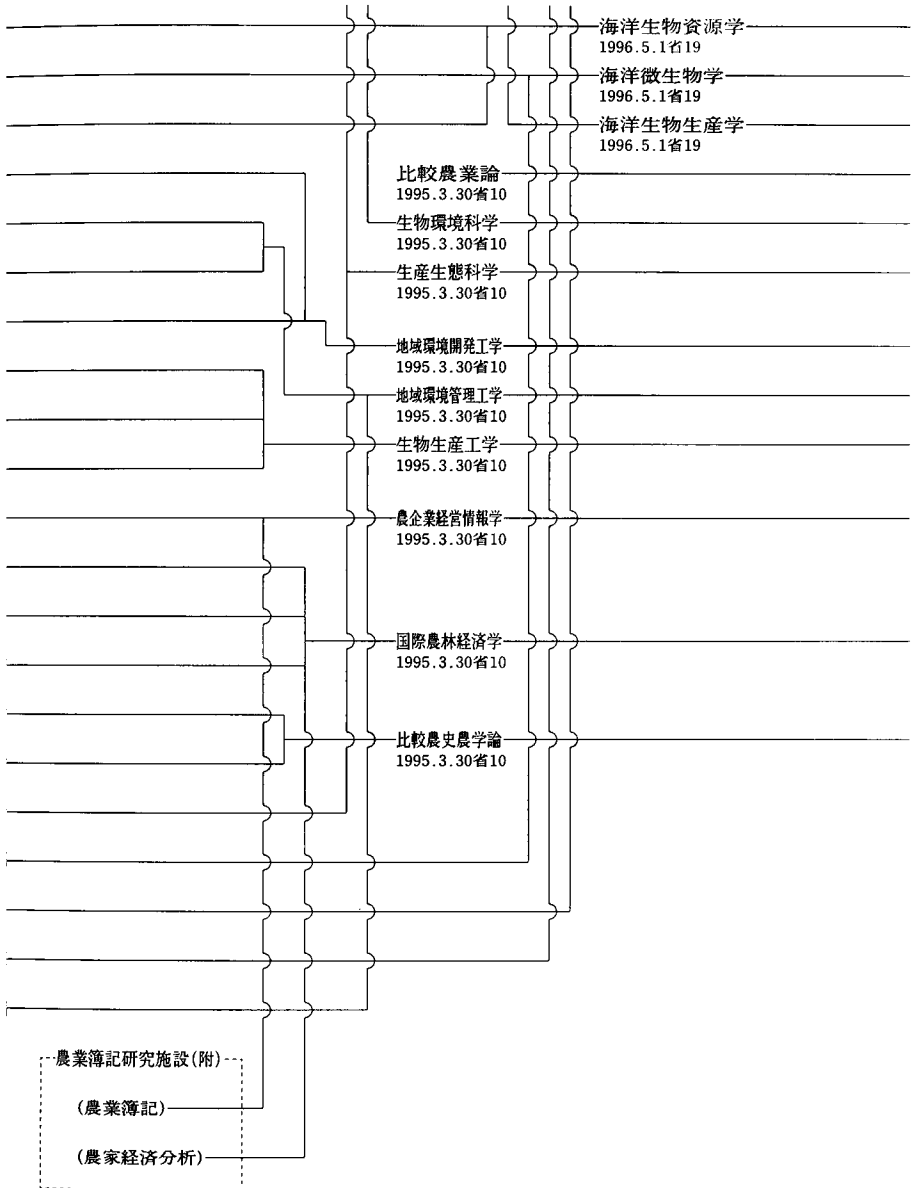 海洋生物資源学
1996.5.1省19
海洋微生物学
1996.5.1省19
海洋生物生産学
1996.5.1省19
比較農業論
1995.3.30省10
生物環境科学
1995.3.30省10
生産生態科学
1995.3.30省10
地域環境開発工学
1995.3.30省10
地域環境管理工学
1995.3.30省10
生物生産工学
1995.3.30省10
農企業経営情報学
1995.3.30省10
国際農林経済学
1995.3.30省10
比較農史農学論
1995.3.30省10
農業簿記研究施設(附)
(農業簿記)
(農家経済分析)